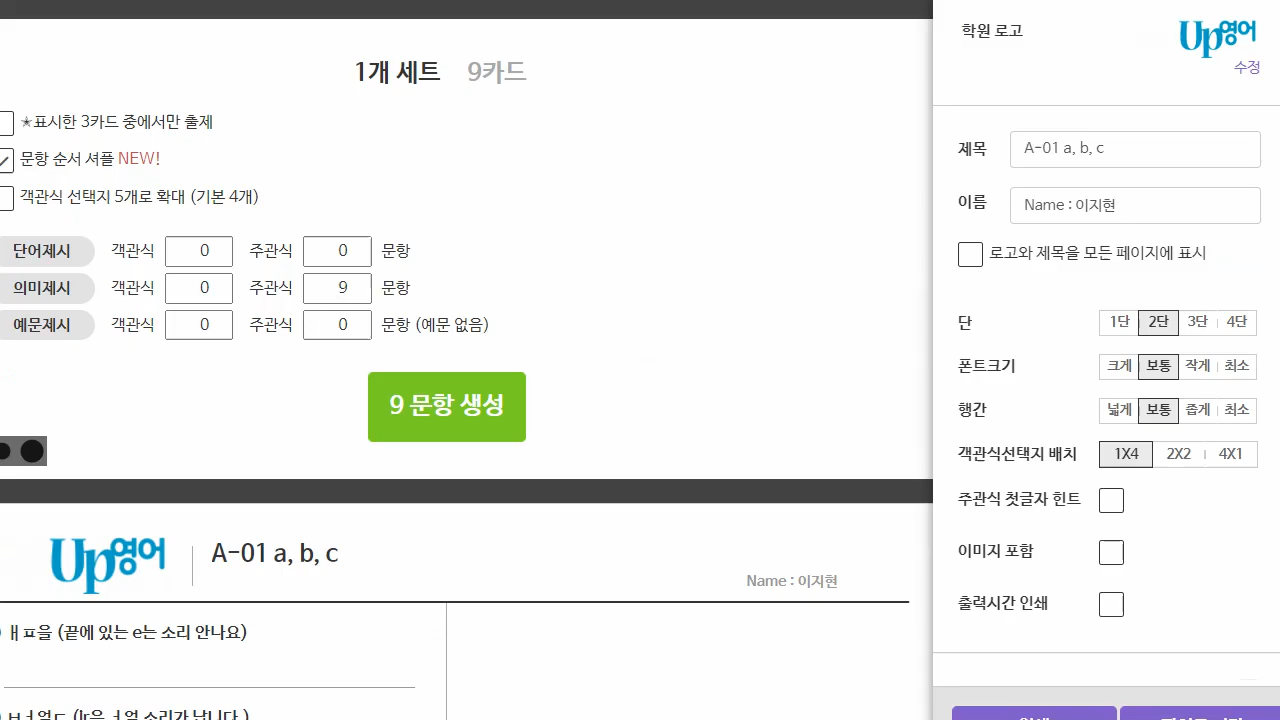 1개 세트 9카드
★표시한 3카드 중에서만 출제
문항 순서 셔플 NEW!
객관식 선택지 5개로 확대 (기본 4개)
단어제시 객관식 0 주관식 0 문항
의미제시 객관식 0 주관식 9 문항
예문제시 객관식 0 주관식 0 문항 (예문 없음)
9 문항 생성
Up영어 A-01 a, b, c
Name : 이지현
ㅐㅍ을 (끝에 있는 e는 소리 안나요)
학원 로고 Up영어
수정
제목 A-01 a, b, c
이름 Name : 이지현
로고와 제목을 모든 페이지에 표시
단 1단 2단 3단 4단
폰트크기 크게 보통 작게 최소
행간 넓게 보통 좁게 최소
객관식선택지 배치 1X4 2X2 4X1
주관식 첫글자 힌트
이미지 포함
출력시간 인쇄